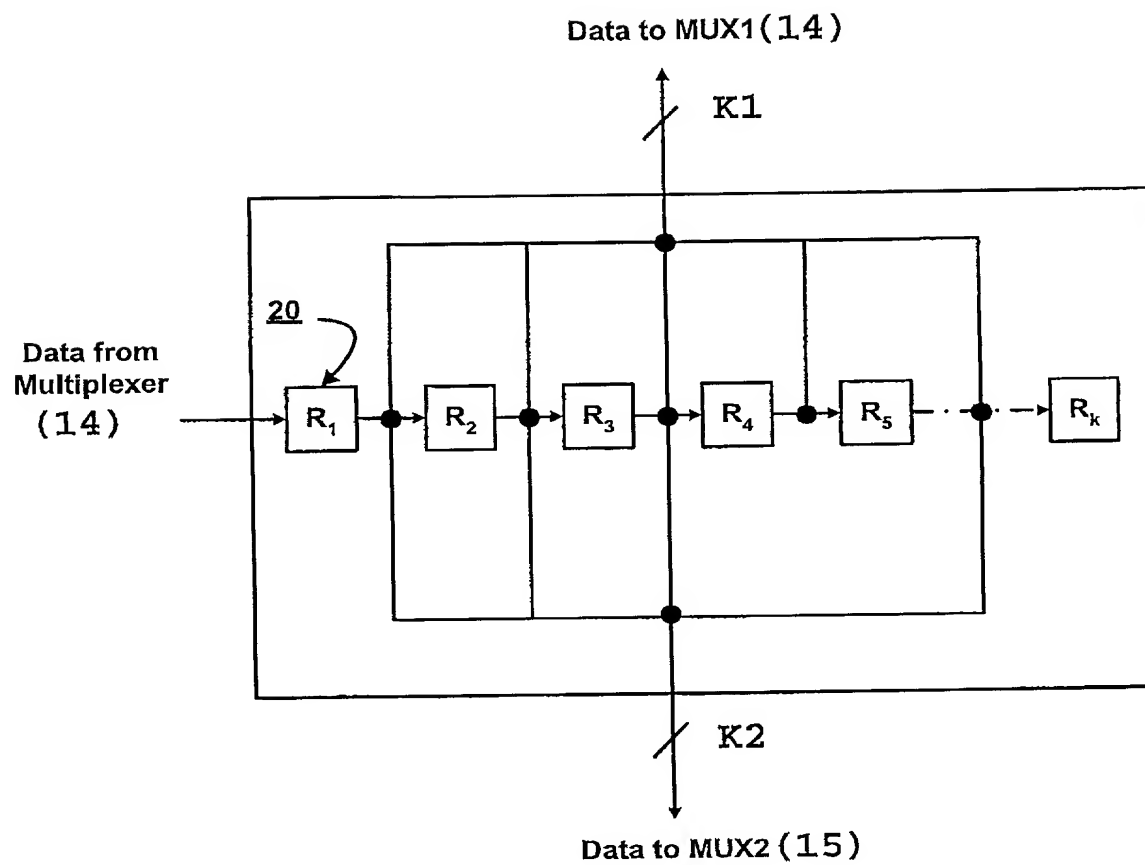 Data to MUX1 (14)
K1
20
Data from
Multiplexer
(14)
R1
R2
R3
R4
R5
Rk
K2
Data to MUX2 (15)